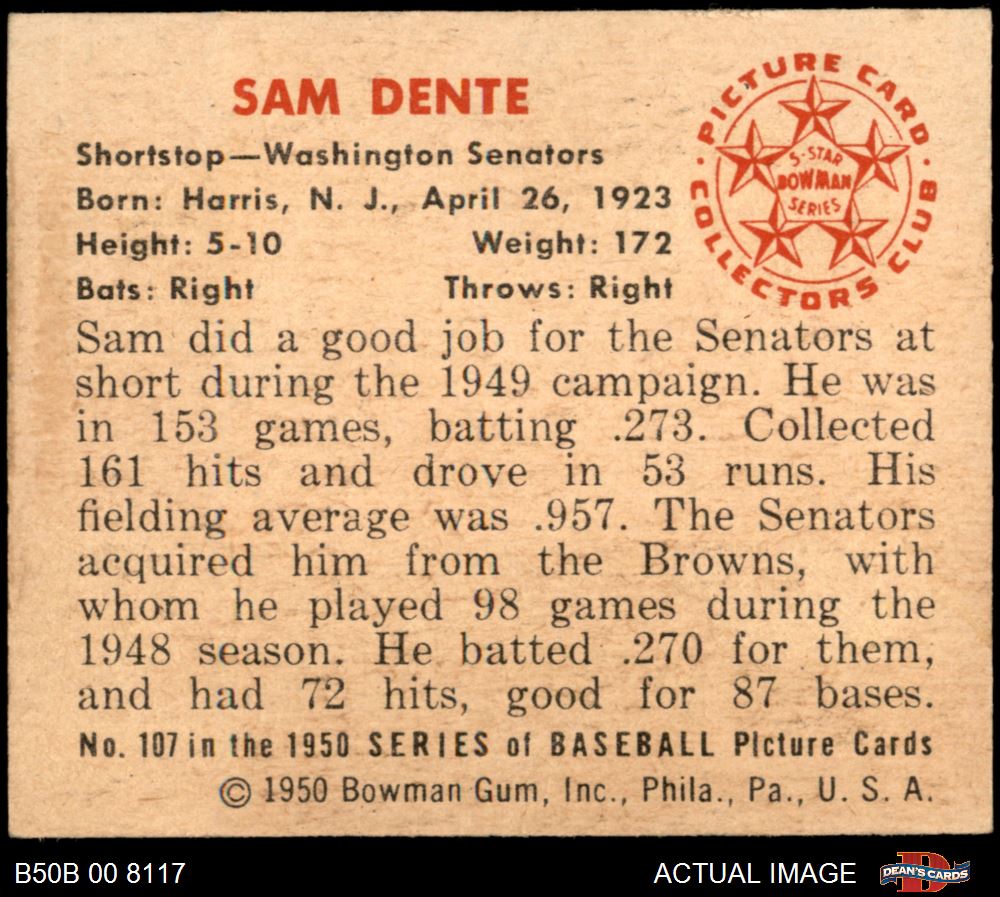 SAM DENTE
Shortstop—Washington Senators
Born: Harris, N. J., April 26, 1923
Height: 5-10 Weight: 172
Bats: Right Throws: Right
PICTURE CARD
COLLECTORS CLUB
5-STAR
BOWMAN
SERIES
Sam did a good job for the Senators at
short during the 1949 campaign. He was
in 153 games, batting .273. Collected
161 hits and drove in 53 runs. His
fielding average was .957. The Senators
acquired him from the Browns, with
whom he played 98 games during the
1948 season. He batted .270 for them,
and had 72 hits, good for 87 bases.
No. 107 in the 1950 SERIES of BASEBALL Picture Cards
© 1950 Bowman Gum, Inc., Phila., Pa., U. S. A.
B50B 00 8117
ACTUAL IMAGE
D
DEAN'S CARDS